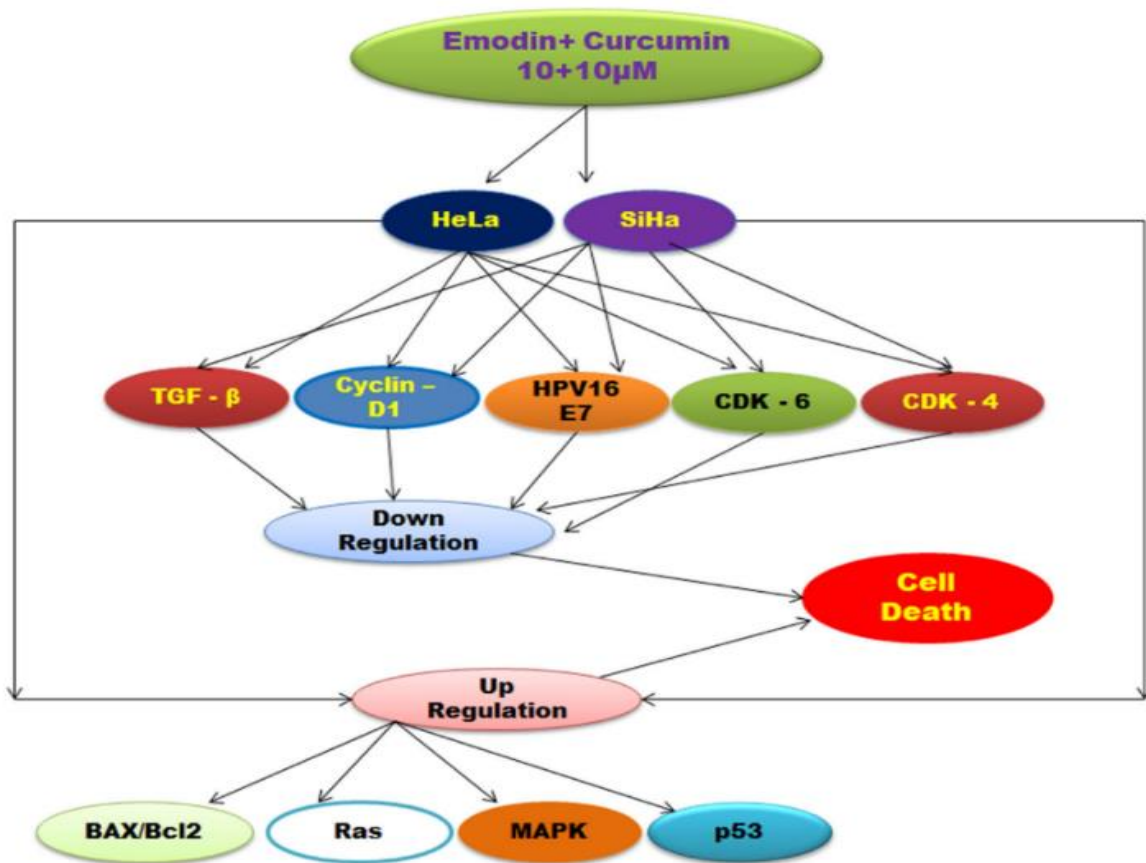 Emodin+ Curcumin
10+10µM
HeLa
SiHa
TGF - β
Cyclin –
D1
HPV16
E7
CDK - 6
CDK - 4
Down
Regulation
Cell
Death
Up
Regulation
BAX/Bcl2
Ras
MAPK
p53